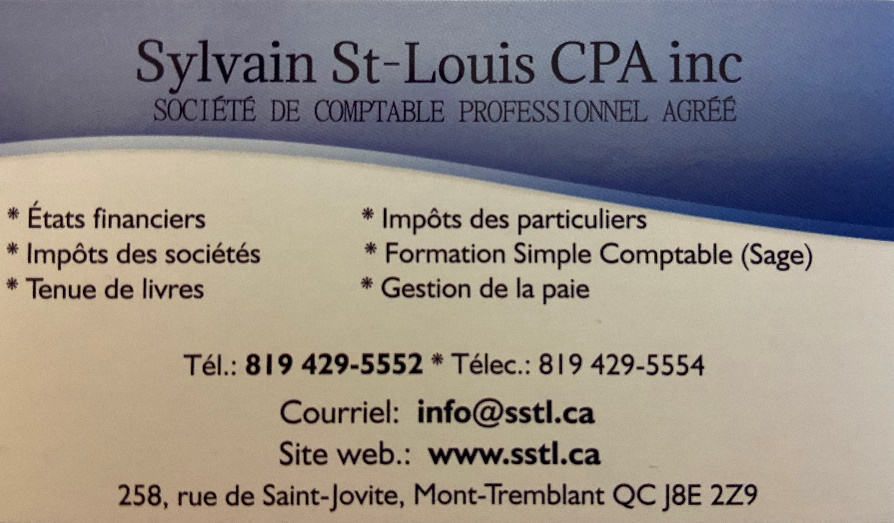 Sylvain St-Louis CPA inc
SOCIÉTÉ DE COMPTABLE PROFESSIONNEL AGRÉÉ
* États financiers
* Impôts des sociétés
* Tenue de livres
* Impôts des particuliers
* Formation Simple Comptable (Sage)
* Gestion de la paie
Tél.: 819 429-5552 * Télec.: 819 429-5554
Courriel: info@sstl.ca
Site web.: www.sstl.ca
258, rue de Saint-Jovite, Mont-Tremblant QC J8E 2Z9